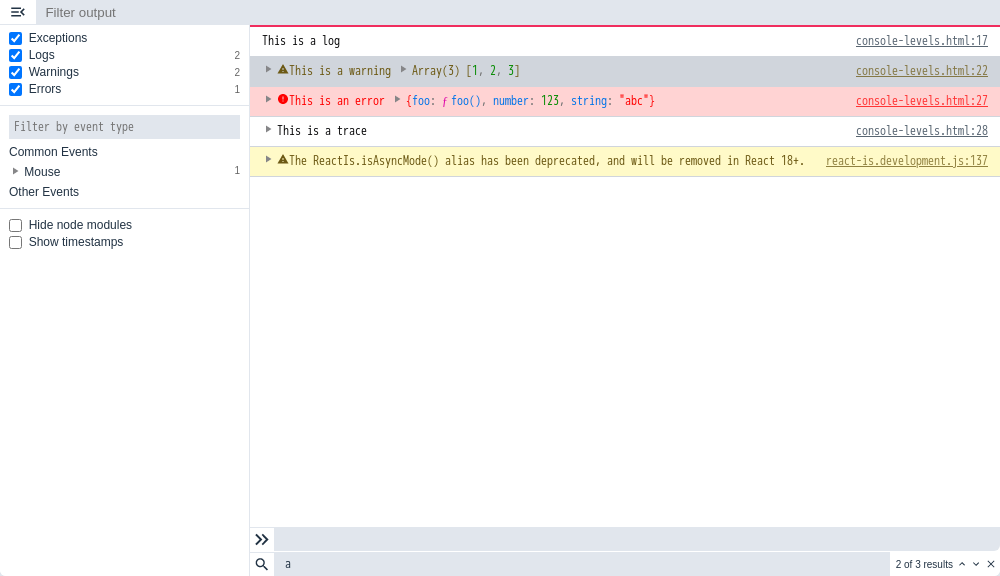 Filter output
Exceptions
Logs 2
Warnings 2
Errors 1
Filter by event type
Common Events
Mouse 1
Other Events
Hide node modules
Show timestamps
This is a log console-levels.html:17
This is a warning Array(3) [1, 2, 3] console-levels.html:22
This is an error {foo: ƒ foo(), number: 123, string: "abc"} console-levels.html:27
This is a trace console-levels.html:28
The ReactIs.isAsyncMode() alias has been deprecated, and will be removed in React 18+. react-is.development.js:137
a 2 of 3 results